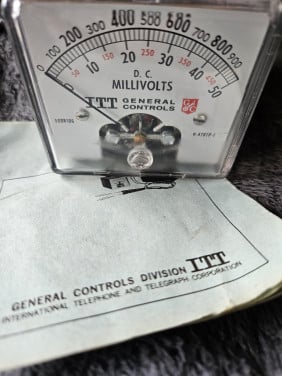 0 100 200 300 400 500 600 700 800 900
50 150 250 350 450
0 10 20 30 40 50
D. C.
MILLIVOLTS
ITT GENERAL
CONTROLS
GENERAL CONTROLS DIVISION ITT
INTERNATIONAL TELEPHONE AND TELEGRAPH CORPORATION